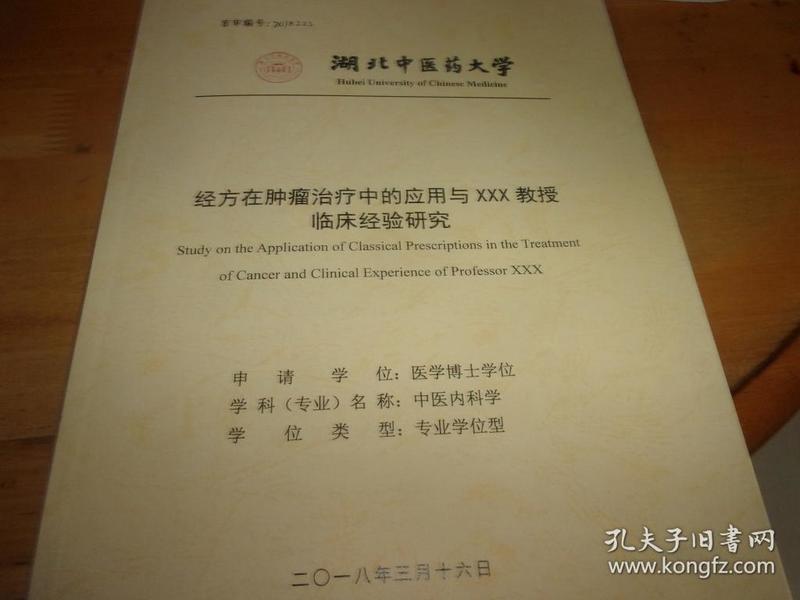 盲审编号：2018222
湖北中医药大学
Hubei University of Chinese Medicine
经方在肿瘤治疗中的应用与 XXX 教授
临床经验研究
Study on the Application of Classical Prescriptions in the Treatment
of Cancer and Clinical Experience of Professor XXX
申请学位：医学博士学位
学科（专业）名称：中医内科学
学位类型：专业学位型
二〇一八年三月十六日
孔夫子旧书网
www.kongfz.com